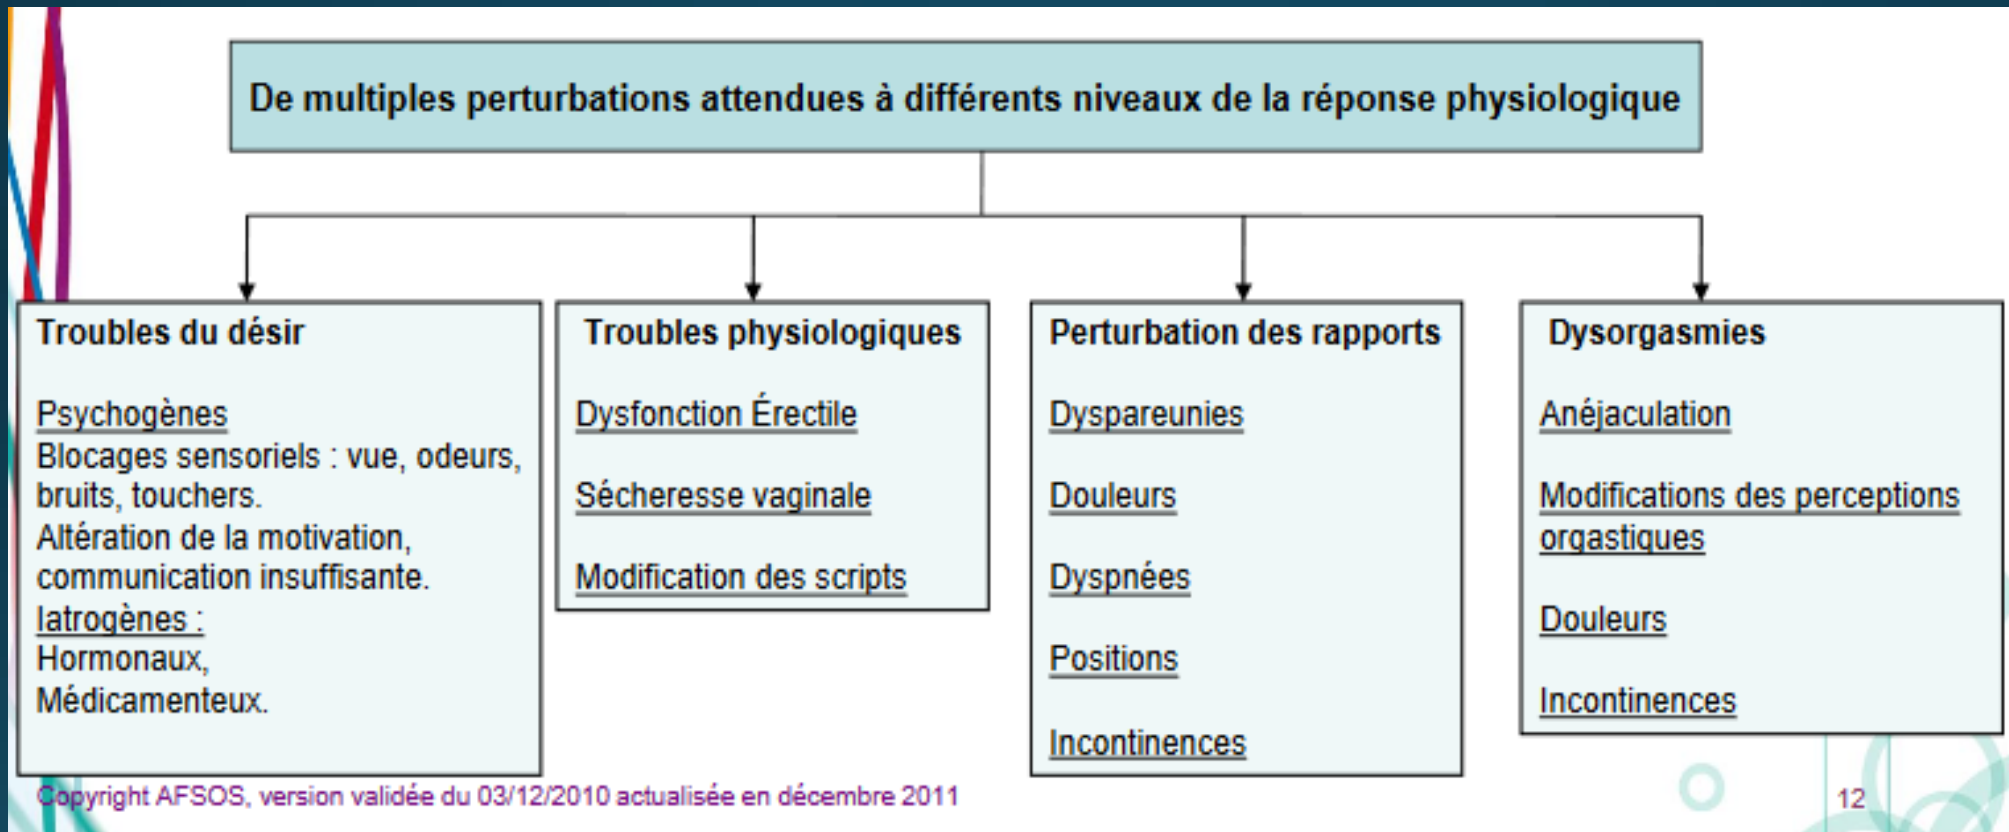 De multiples perturbations attendues à différents niveaux de la réponse physiologique
Troubles du désir
Psychogènes
Blocages sensoriels : vue, odeurs,
bruits, touchers.
Altération de la motivation,
communication insuffisante.
Iatrogènes :
Hormonaux,
Médicamenteux.
Troubles physiologiques
Dysfonction Érectile
Sécheresse vaginale
Modification des scripts
Perturbation des rapports
Dyspareunies
Douleurs
Dyspnées
Positions
Incontinences
Dysorgasmies
Anéjaculation
Modifications des perceptions
orgastiques
Douleurs
Incontinences
Copyright AFSOS, version validée du 03/12/2010 actualisée en décembre 2011
12